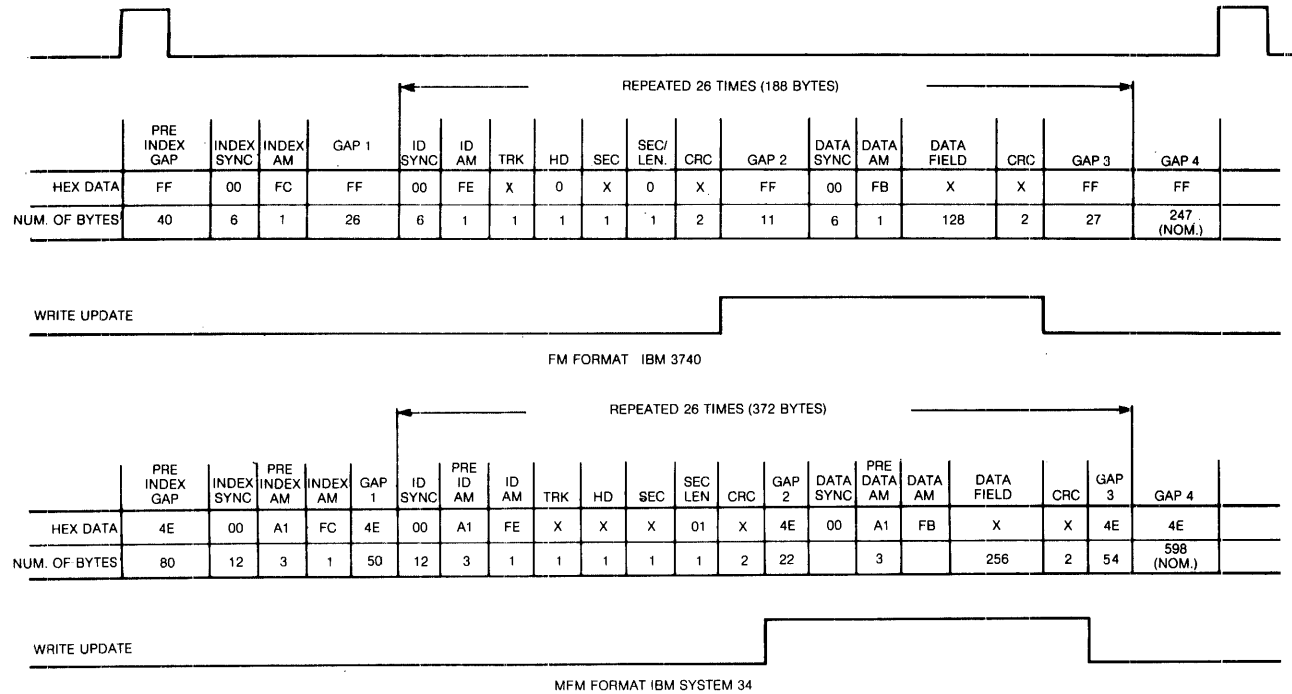 REPEATED 26 TIMES (188 BYTES)
PRE INDEX GAP INDEX SYNC INDEX AM GAP 1 ID SYNC ID AM TRK HD SEC SEC/ LEN. CRC GAP 2 DATA SYNC DATA AM DATA FIELD CRC GAP 3 GAP 4
HEX DATA FF 00 FC FF 00 FE X 0 X 0 X FF 00 FB X X FF FF
NUM. OF BYTES 40 6 1 26 6 1 1 1 1 1 2 11 6 1 128 2 27 247 (NOM.)
WRITE UPDATE
FM FORMAT IBM 3740
REPEATED 26 TIMES (372 BYTES)
PRE INDEX GAP INDEX SYNC PRE INDEX AM INDEX AM GAP 1 ID SYNC PRE ID AM ID AM TRK HD SEC SEC LEN CRC GAP 2 DATA SYNC PRE DATA AM DATA AM DATA FIELD CRC GAP 3 GAP 4
HEX DATA 4E 00 A1 FC 4E 00 A1 FE X X X 01 X 4E 00 A1 FB X X 4E 4E
NUM. OF BYTES 80 12 3 1 50 12 3 1 1 1 1 1 2 22 3 256 2 54 598 (NOM.)
WRITE UPDATE
MFM FORMAT IBM SYSTEM 34